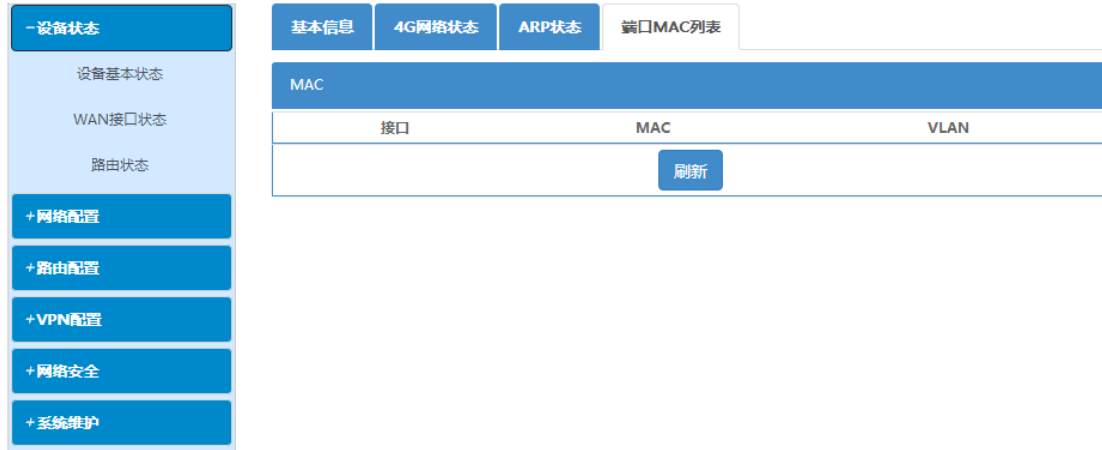 -设备状态
设备基本状态
WAN接口状态
路由状态
+网络配置
+路由配置
+VPN配置
+网络安全
+系统维护
基本信息 4G网络状态 ARP状态 端口MAC列表
MAC
接口 MAC VLAN
刷新